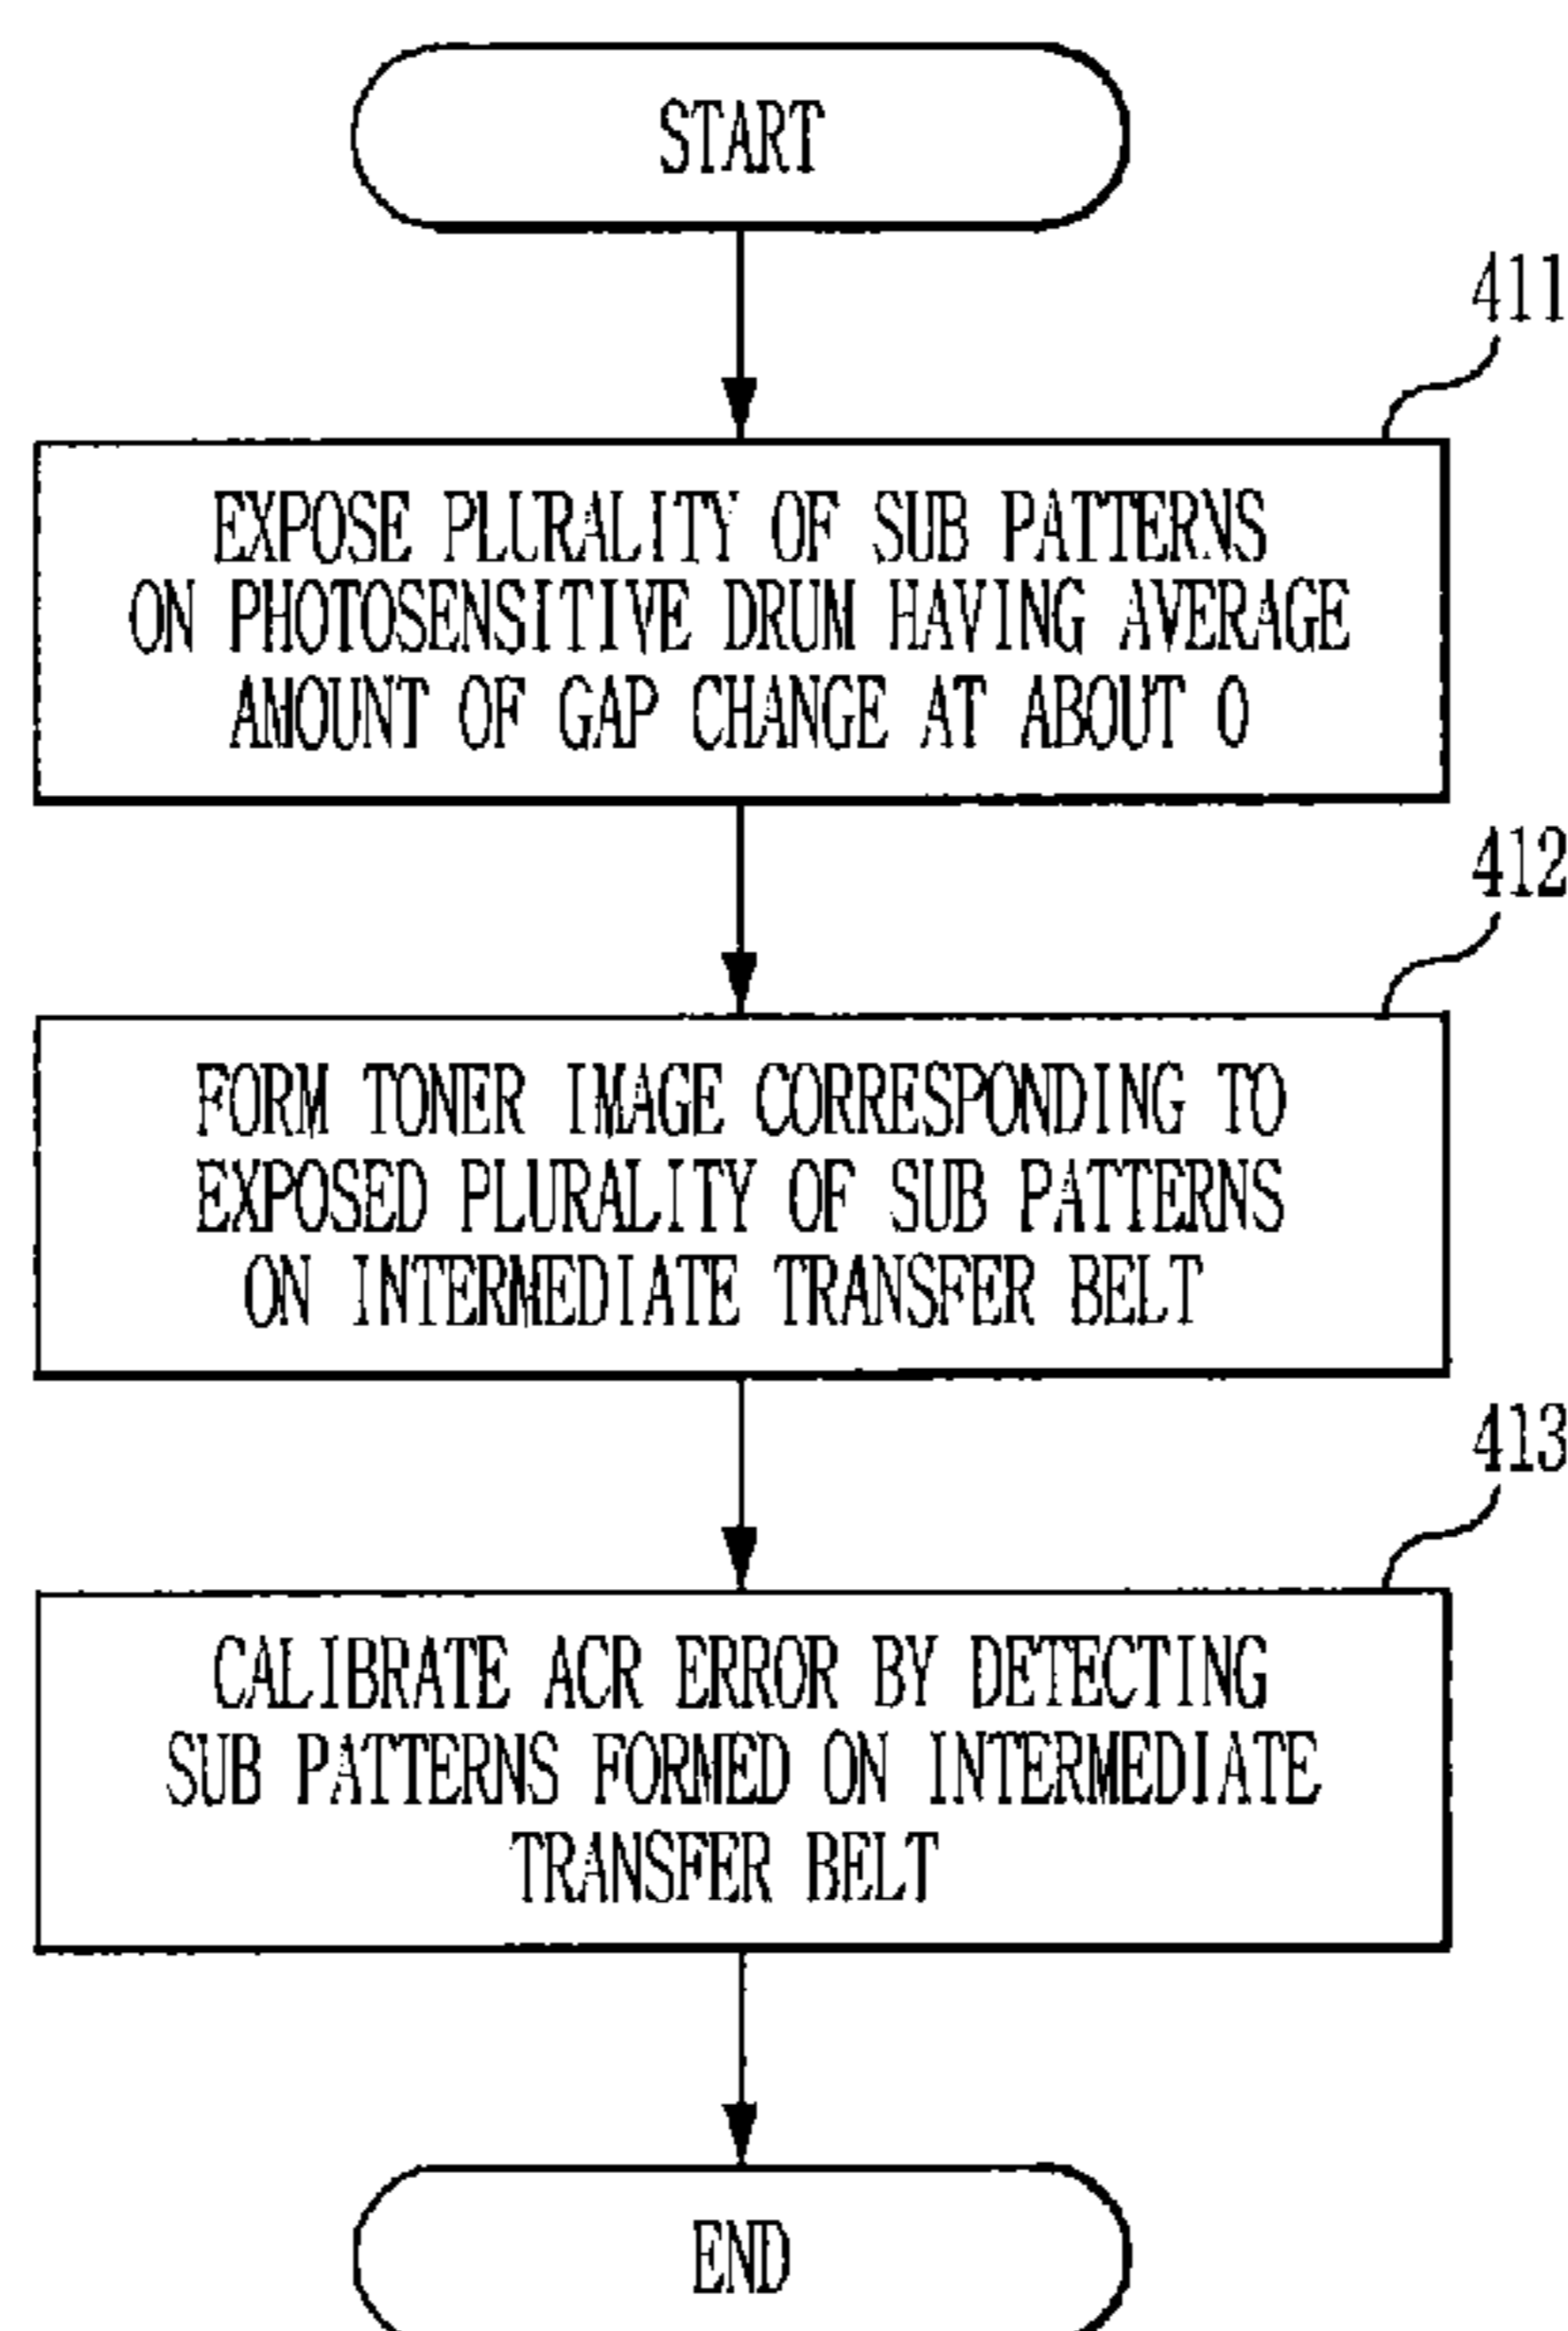 START
411
EXPOSE PLURALITY OF SUB PATTERNS
ON PHOTOSENSITIVE DRUM HAVING AVERAGE
AMOUNT OF GAP CHANGE AT ABOUT 0
412
FORM TONER IMAGE CORRESPONDING TO
EXPOSED PLURALITY OF SUB PATTERNS
ON INTERMEDIATE TRANSFER BELT
413
CALIBRATE ACR ERROR BY DETECTING
SUB PATTERNS FORMED ON INTERMEDIATE
TRANSFER BELT
END